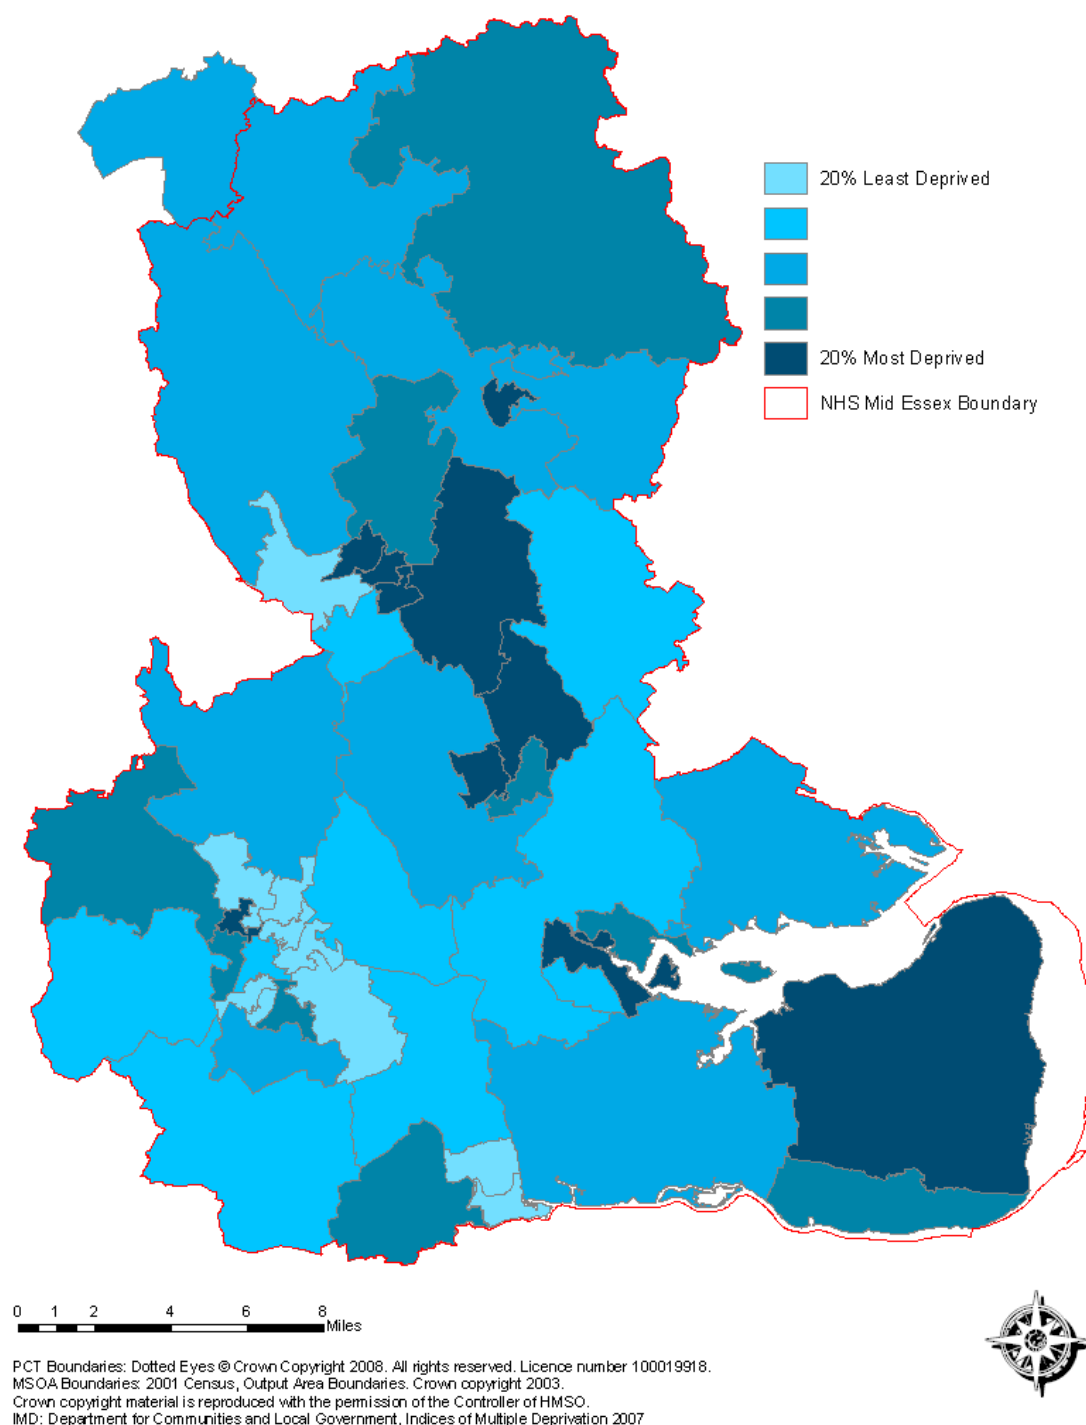 20% Least Deprived
20% Most Deprived
NHS Mid Essex Boundary
0 1 2 4 6 8
Miles
PCT Boundaries: Dotted Eyes © Crown Copyright 2008. All rights reserved. Licence number 100019918.
MSOA Boundaries: 2001 Census, Output Area Boundaries. Crown copyright 2003.
Crown copyright material is reproduced with the permission of the Controller of HMSO.
IMD: Department for Communities and Local Government, Indices of Multiple Deprivation 2007